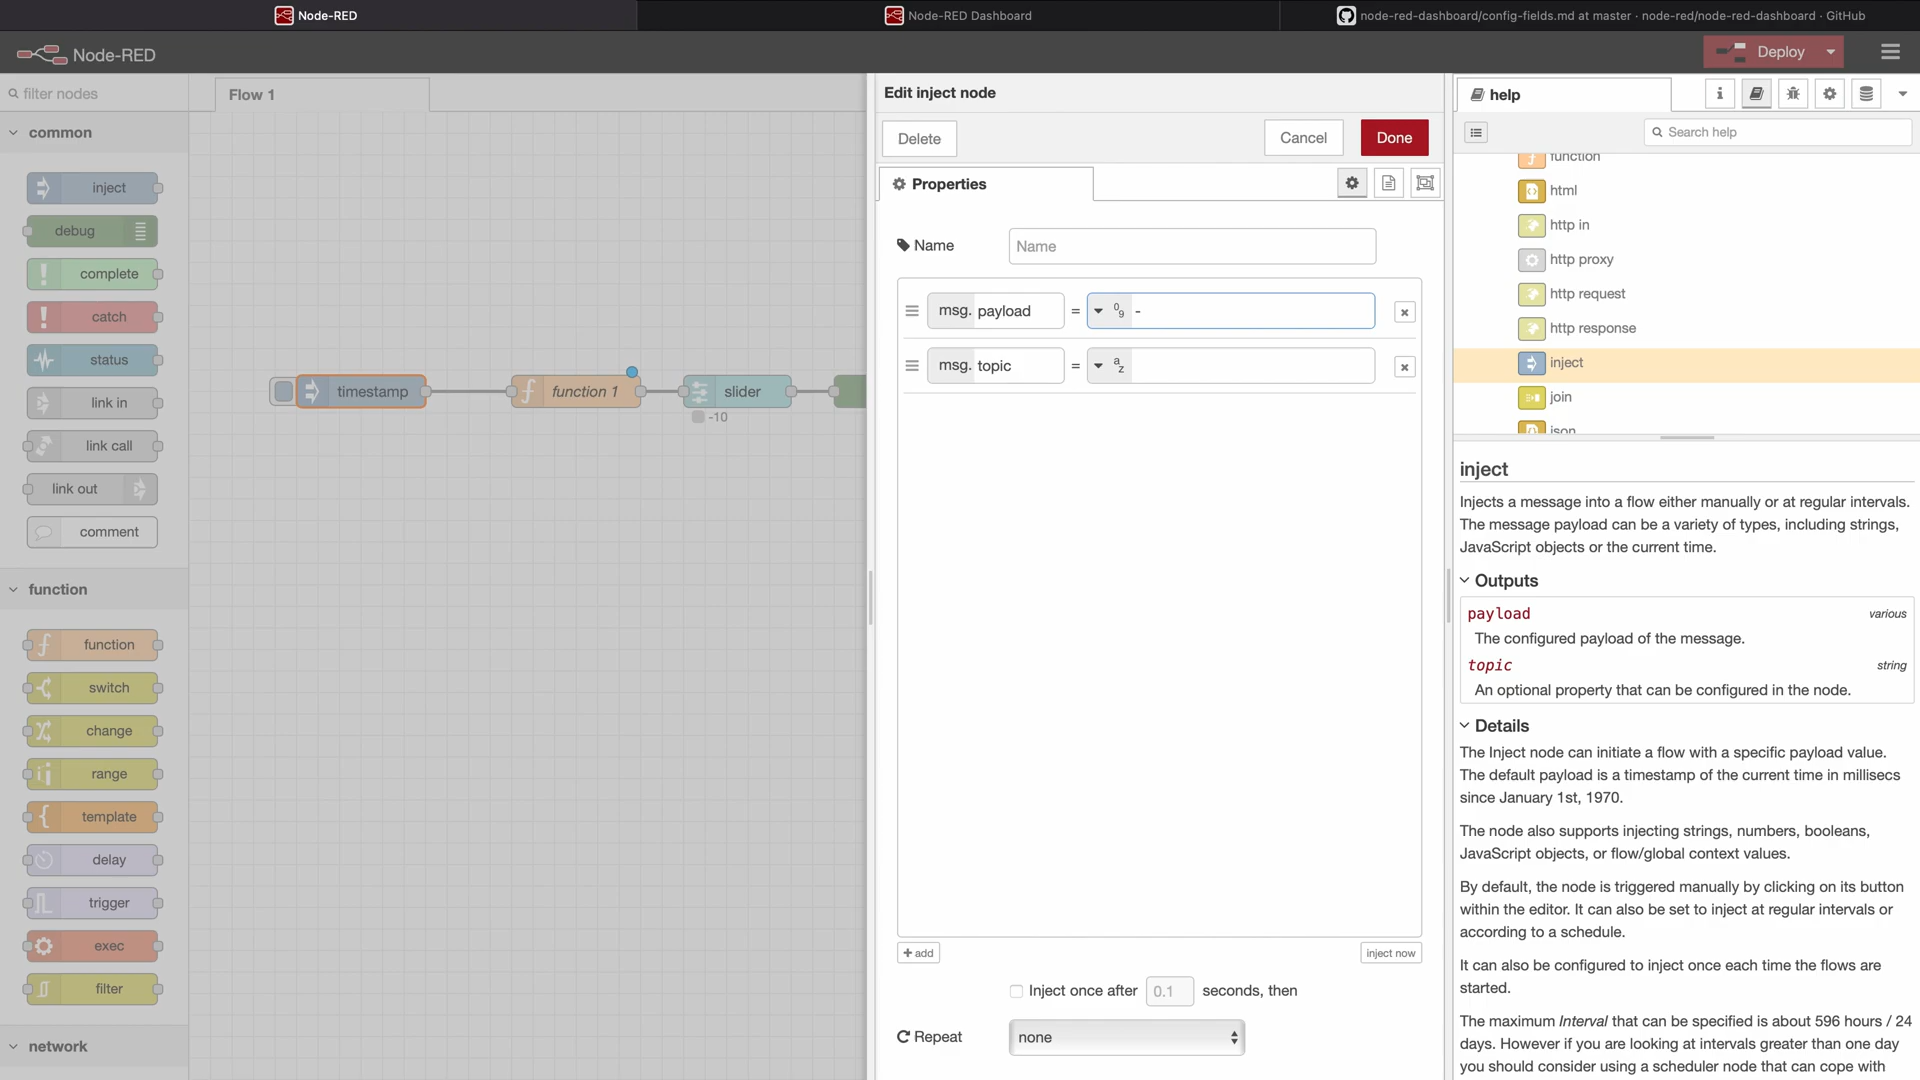 Node-RED
Node-RED Dashboard
node-red-dashboard/config-fields.md at master · node-red/node-red-dashboard · GitHub
Node-RED
Deploy
filter nodes
Flow 1
common
inject
debug
complete
catch
status
link in
link call
link out
comment
function
function
switch
change
range
template
delay
trigger
exec
filter
network
timestamp
function 1
slider
-10
Edit inject node
Delete
Cancel
Done
Properties
Name
Name
msg. payload
=
0
9
-
msg. topic
=
a
z
add
inject now
Inject once after
0.1
seconds, then
Repeat
none
help
Search help
function
html
http in
http proxy
http request
http response
inject
join
json
inject
Injects a message into a flow either manually or at regular intervals.
The message payload can be a variety of types, including strings,
JavaScript objects or the current time.
Outputs
payload
various
The configured payload of the message.
topic
string
An optional property that can be configured in the node.
Details
The Inject node can initiate a flow with a specific payload value.
The default payload is a timestamp of the current time in millisecs
since January 1st, 1970.
The node also supports injecting strings, numbers, booleans,
JavaScript objects, or flow/global context values.
By default, the node is triggered manually by clicking on its button
within the editor. It can also be set to inject at regular intervals or
according to a schedule.
It can also be configured to inject once each time the flows are
started.
The maximum Interval that can be specified is about 596 hours / 24
days. However if you are looking at intervals greater than one day
you should consider using a scheduler node that can cope with